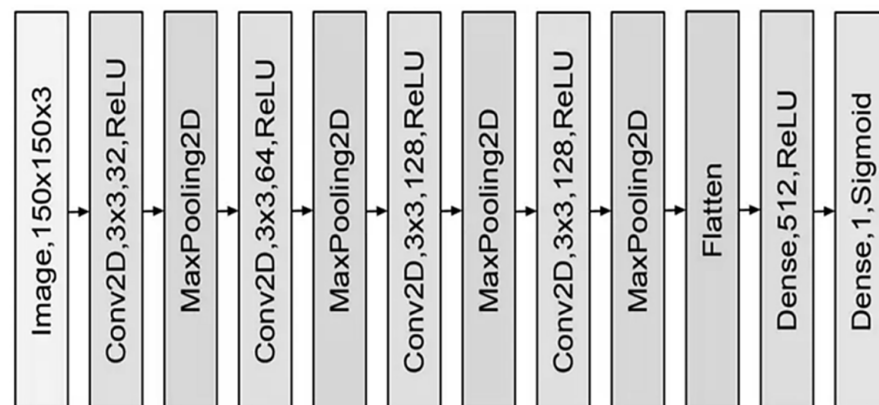 Image,150x150x3
Conv2D,3x3,32,ReLU
MaxPooling2D
Conv2D,3x3,64,ReLU
MaxPooling2D
Conv2D,3x3,128,ReLU
MaxPooling2D
Conv2D,3x3,128,ReLU
MaxPooling2D
Flatten
Dense,512,ReLU
Dense,1,Sigmoid